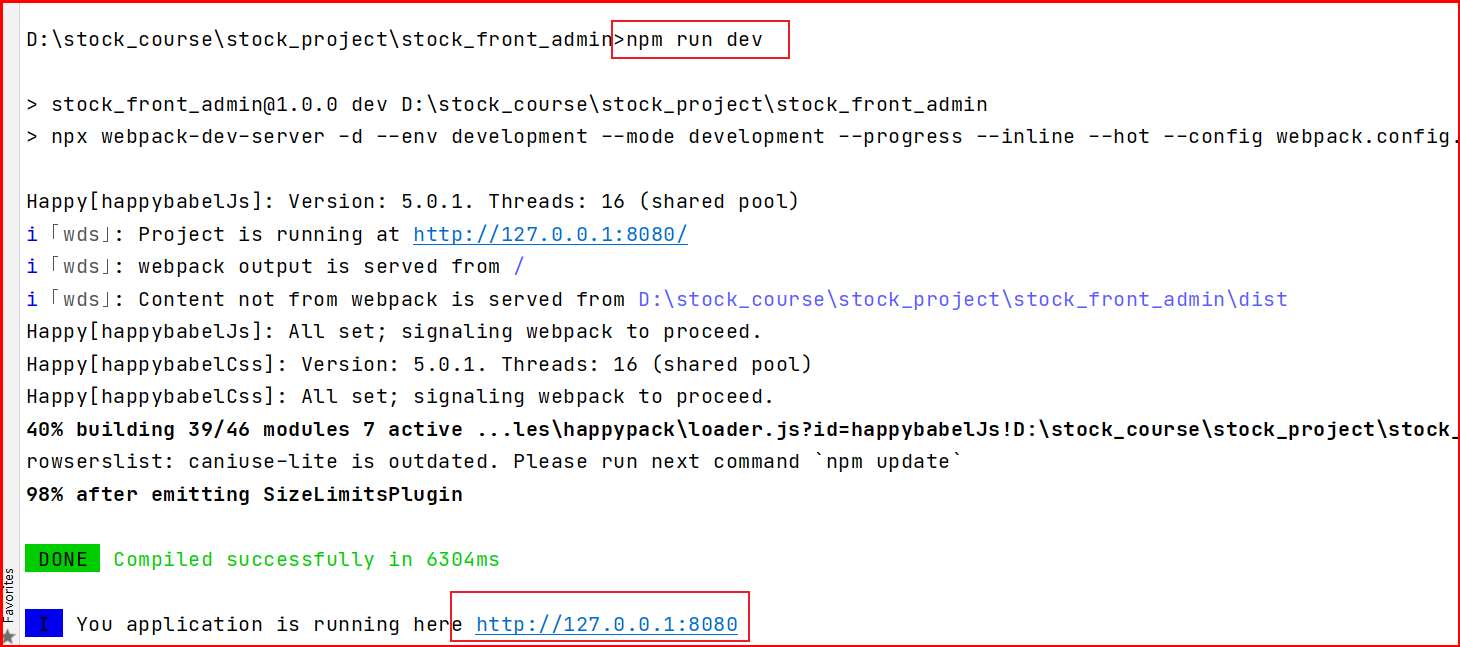 D:\stock_course\stock_project\stock_front_admin>npm run dev
> stock_front_admin@1.0.0 dev D:\stock_course\stock_project\stock_front_admin
> npx webpack-dev-server -d --env development --mode development --progress --inline --hot --config webpack.config.
Happy[happybabelJs]: Version: 5.0.1. Threads: 16 (shared pool)
i ｢wds｣: Project is running at http://127.0.0.1:8080/
i ｢wds｣: webpack output is served from /
i ｢wds｣: Content not from webpack is served from D:\stock_course\stock_project\stock_front_admin\dist
Happy[happybabelJs]: All set; signaling webpack to proceed.
Happy[happybabelCss]: Version: 5.0.1. Threads: 16 (shared pool)
Happy[happybabelCss]: All set; signaling webpack to proceed.
40% building 39/46 modules 7 active ...les\happypack\loader.js?id=happybabelJs!D:\stock_course\stock_project\stock_
rowserslist: caniuse-lite is outdated. Please run next command `npm update`
98% after emitting SizeLimitsPlugin
DONE Compiled successfully in 6304ms
I You application is running here http://127.0.0.1:8080
Favorites